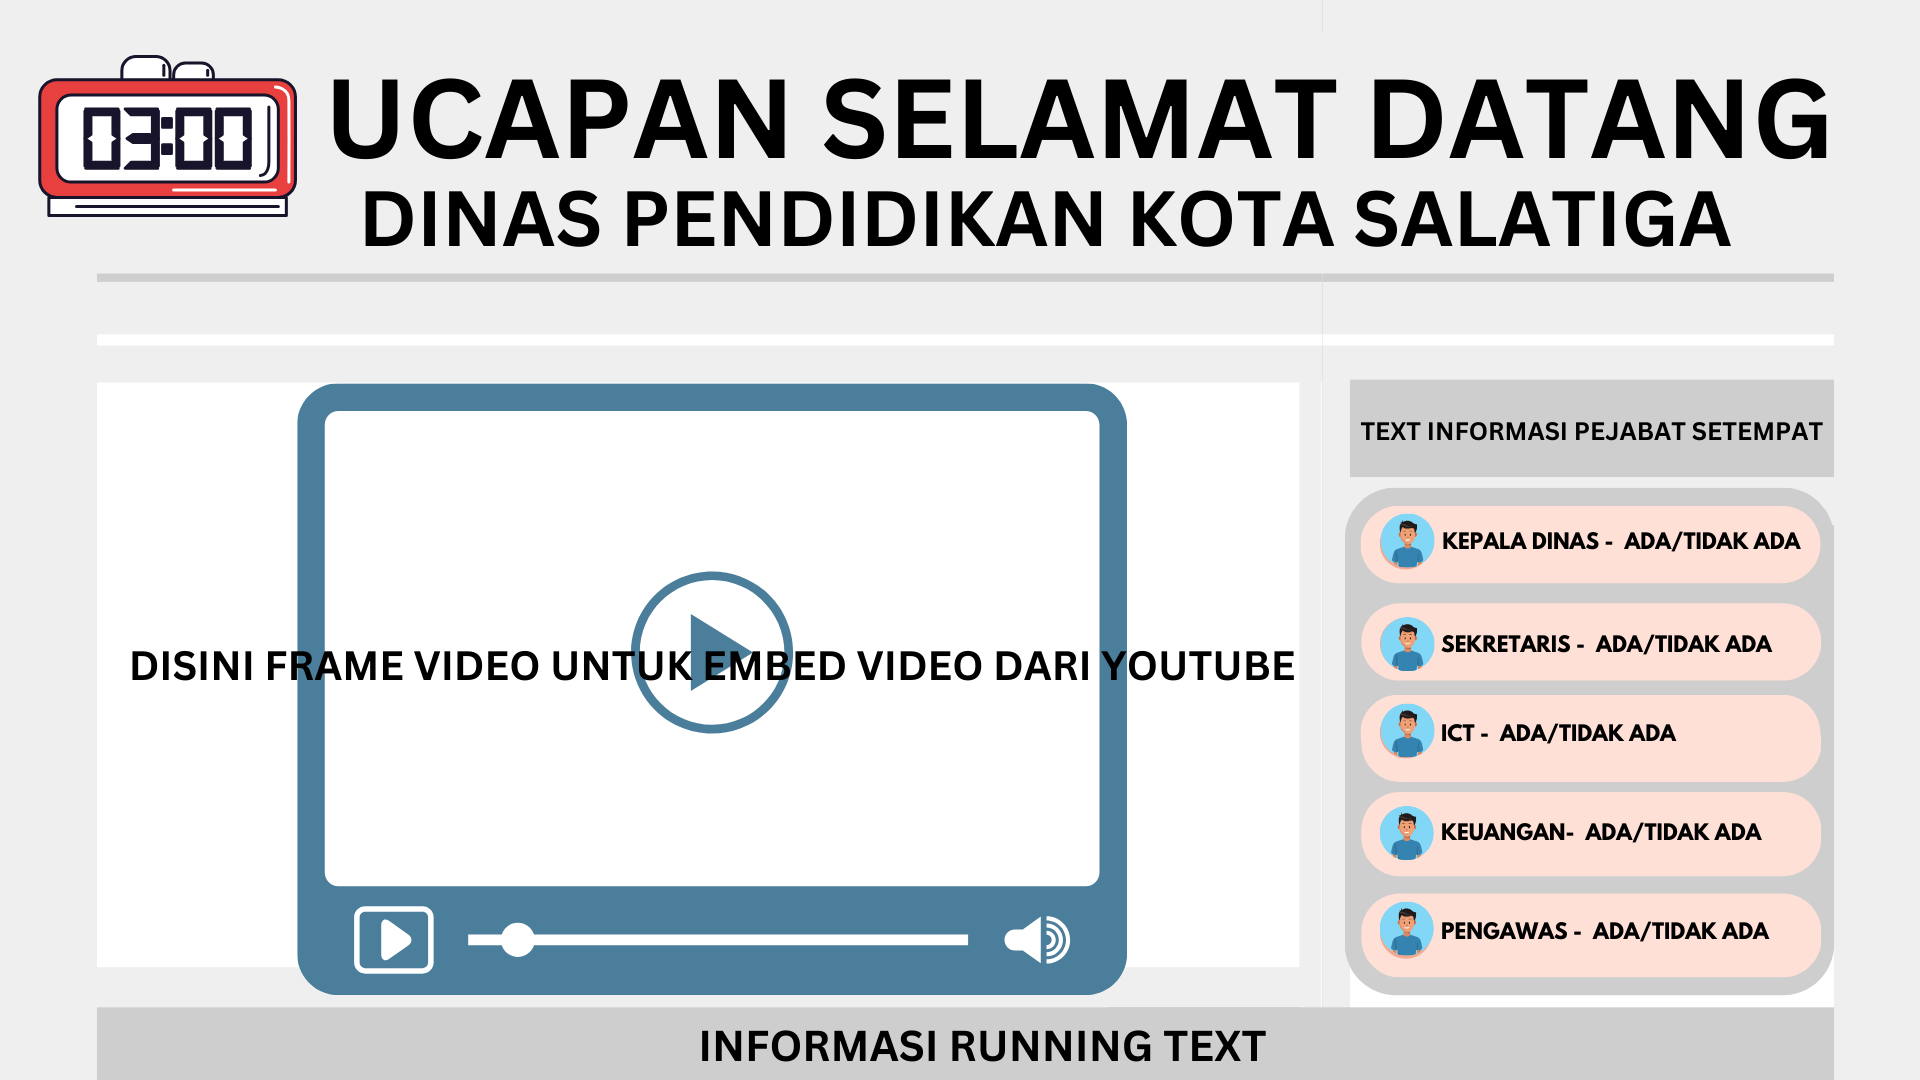 03:00
UCAPAN SELAMAT DATANG
DINAS PENDIDIKAN KOTA SALATIGA
DISINI FRAME VIDEO UNTUK EMBED VIDEO DARI YOUTUBE
TEXT INFORMASI PEJABAT SETEMPAT
KEPALA DINAS - ADA/TIDAK ADA
SEKRETARIS - ADA/TIDAK ADA
ICT - ADA/TIDAK ADA
KEUANGAN- ADA/TIDAK ADA
PENGAWAS - ADA/TIDAK ADA
INFORMASI RUNNING TEXT